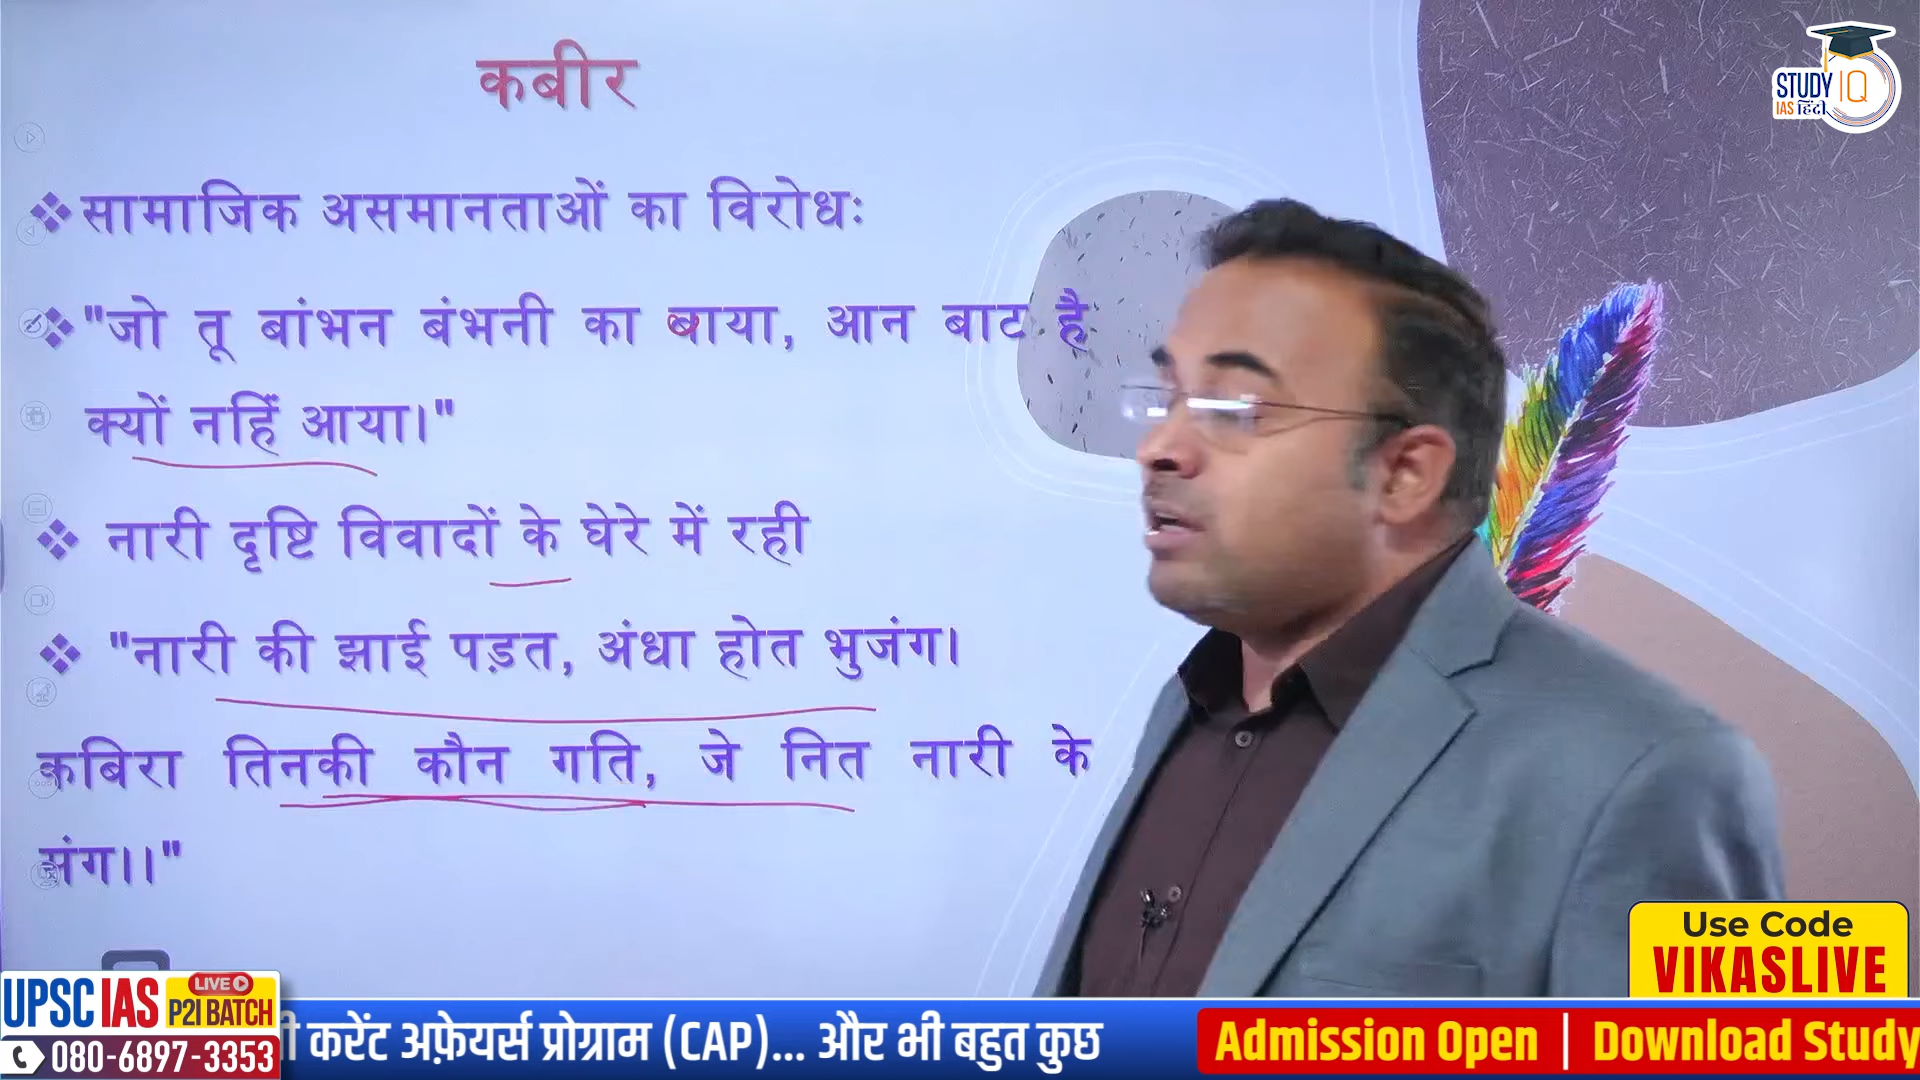 कबीर
STUDY IQ
IAS हिंदी
❖सामाजिक असमानताओं का विरोधः
❖"जो तू बांभन बंभनी का बाया, आन बाट है
क्यों नहिं आया।"
❖ नारी दृष्टि विवादों के घेरे में रही
❖ "नारी की झाई पड़त, अंधा होत भुजंग।
कबिरा तिनकी कौन गति, जे नित नारी के
संग।।"
Use Code
VIKASLIVE
UPSC IAS LIVE
P2I BATCH
080-6897-3353
ी करेंट अफ़ेयर्स प्रोग्राम (CAP)... और भी बहुत कुछ
Admission Open | Download Study